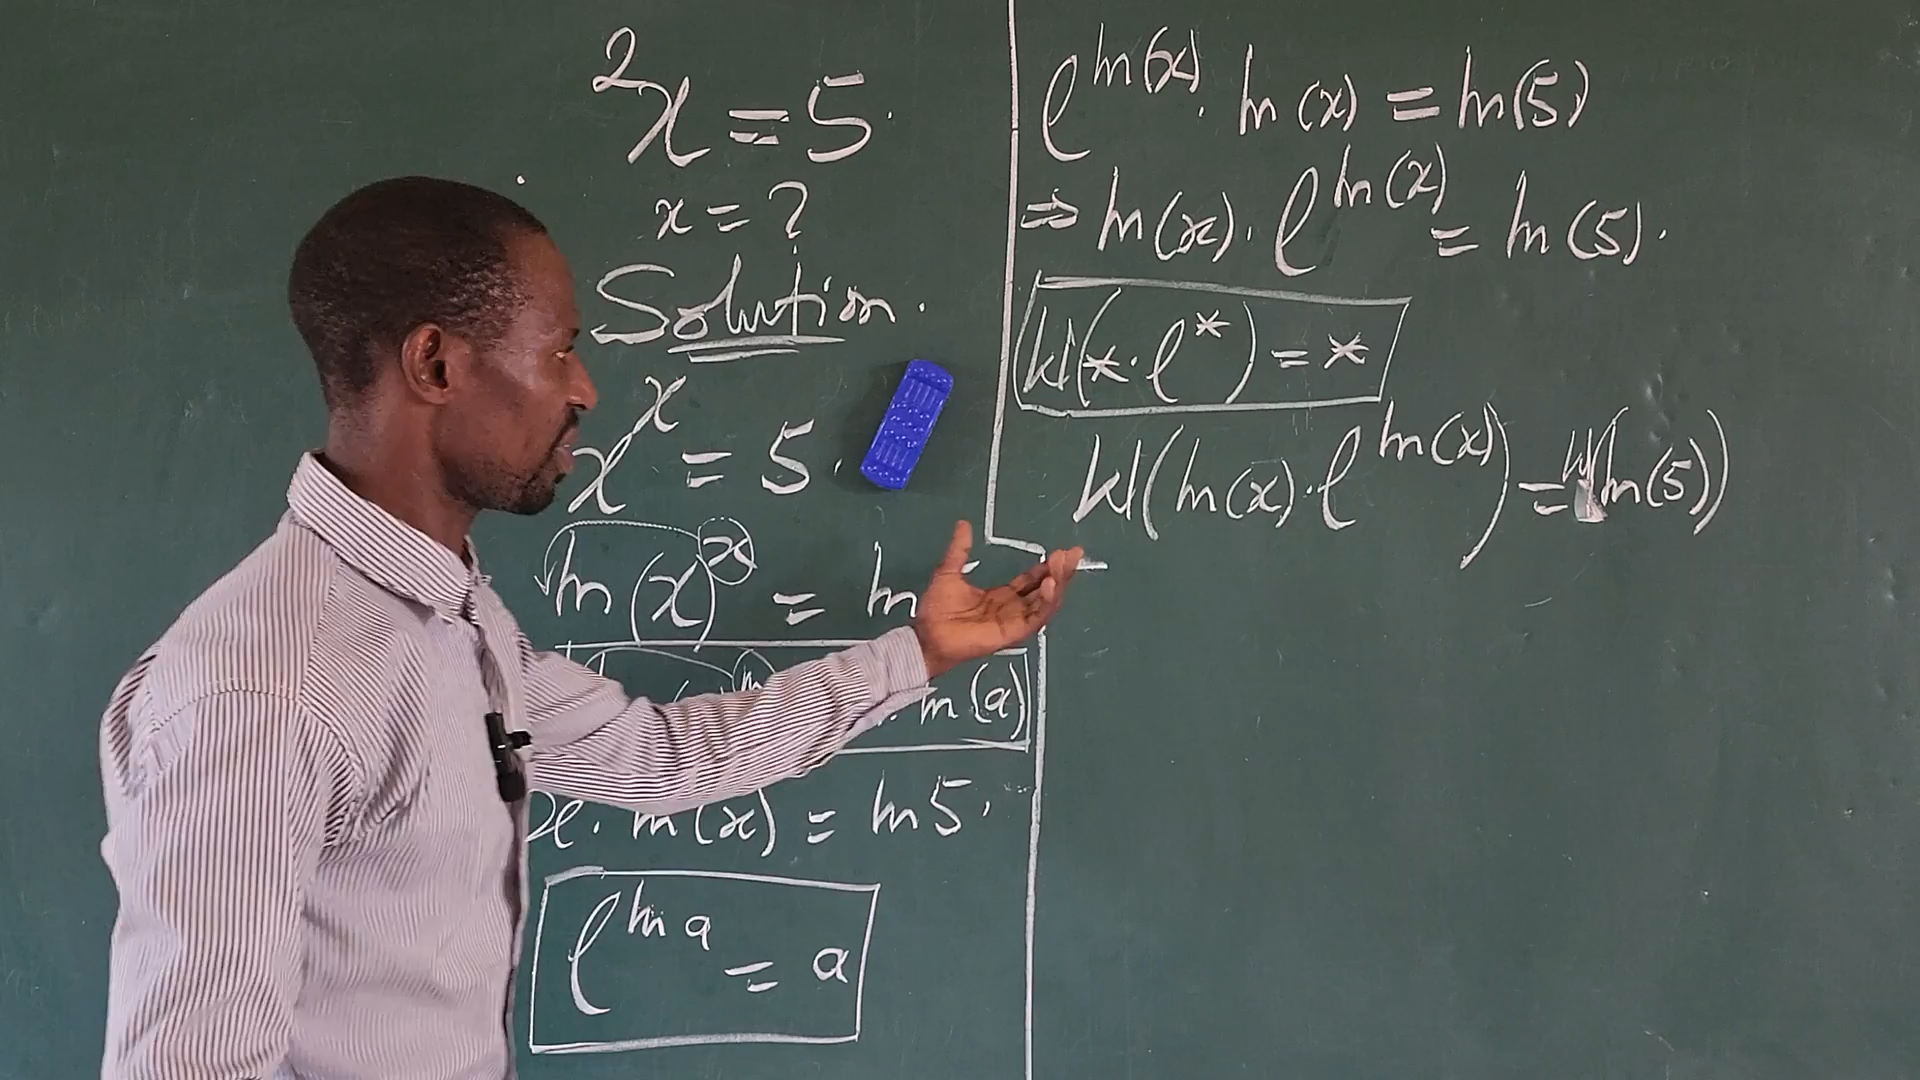 ²x = 5.
x = ?
Solution.
x^x = 5.
ln(x)^x = ln
m ln(a)
x. ln(x) = ln5.
e^ln a = a
e^ln(x) . ln(x) = ln(5)
⇒ ln(x). e^ln(x) = ln(5).
W(*. e^*) = *
W(ln(x). e^ln(x)) = W(ln(5))